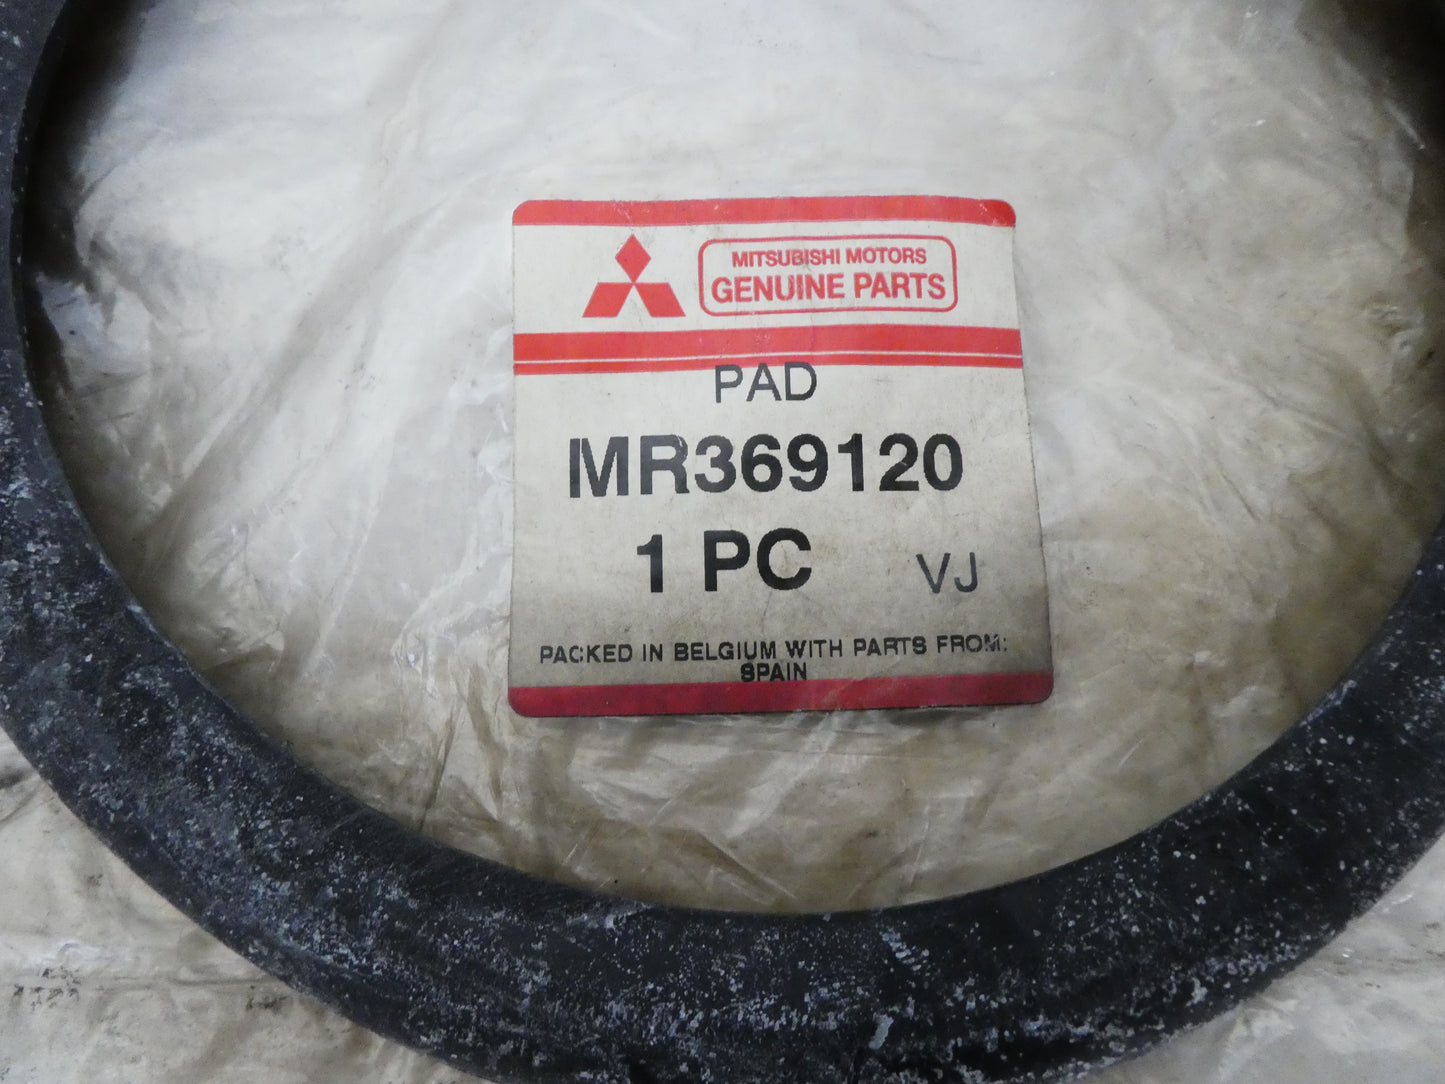 MITSUBISHI MOTORS
GENUINE PARTS
PAD
MR369120
1 PC VJ
PACKED IN BELGIUM WITH PARTS FROM:
SPAIN